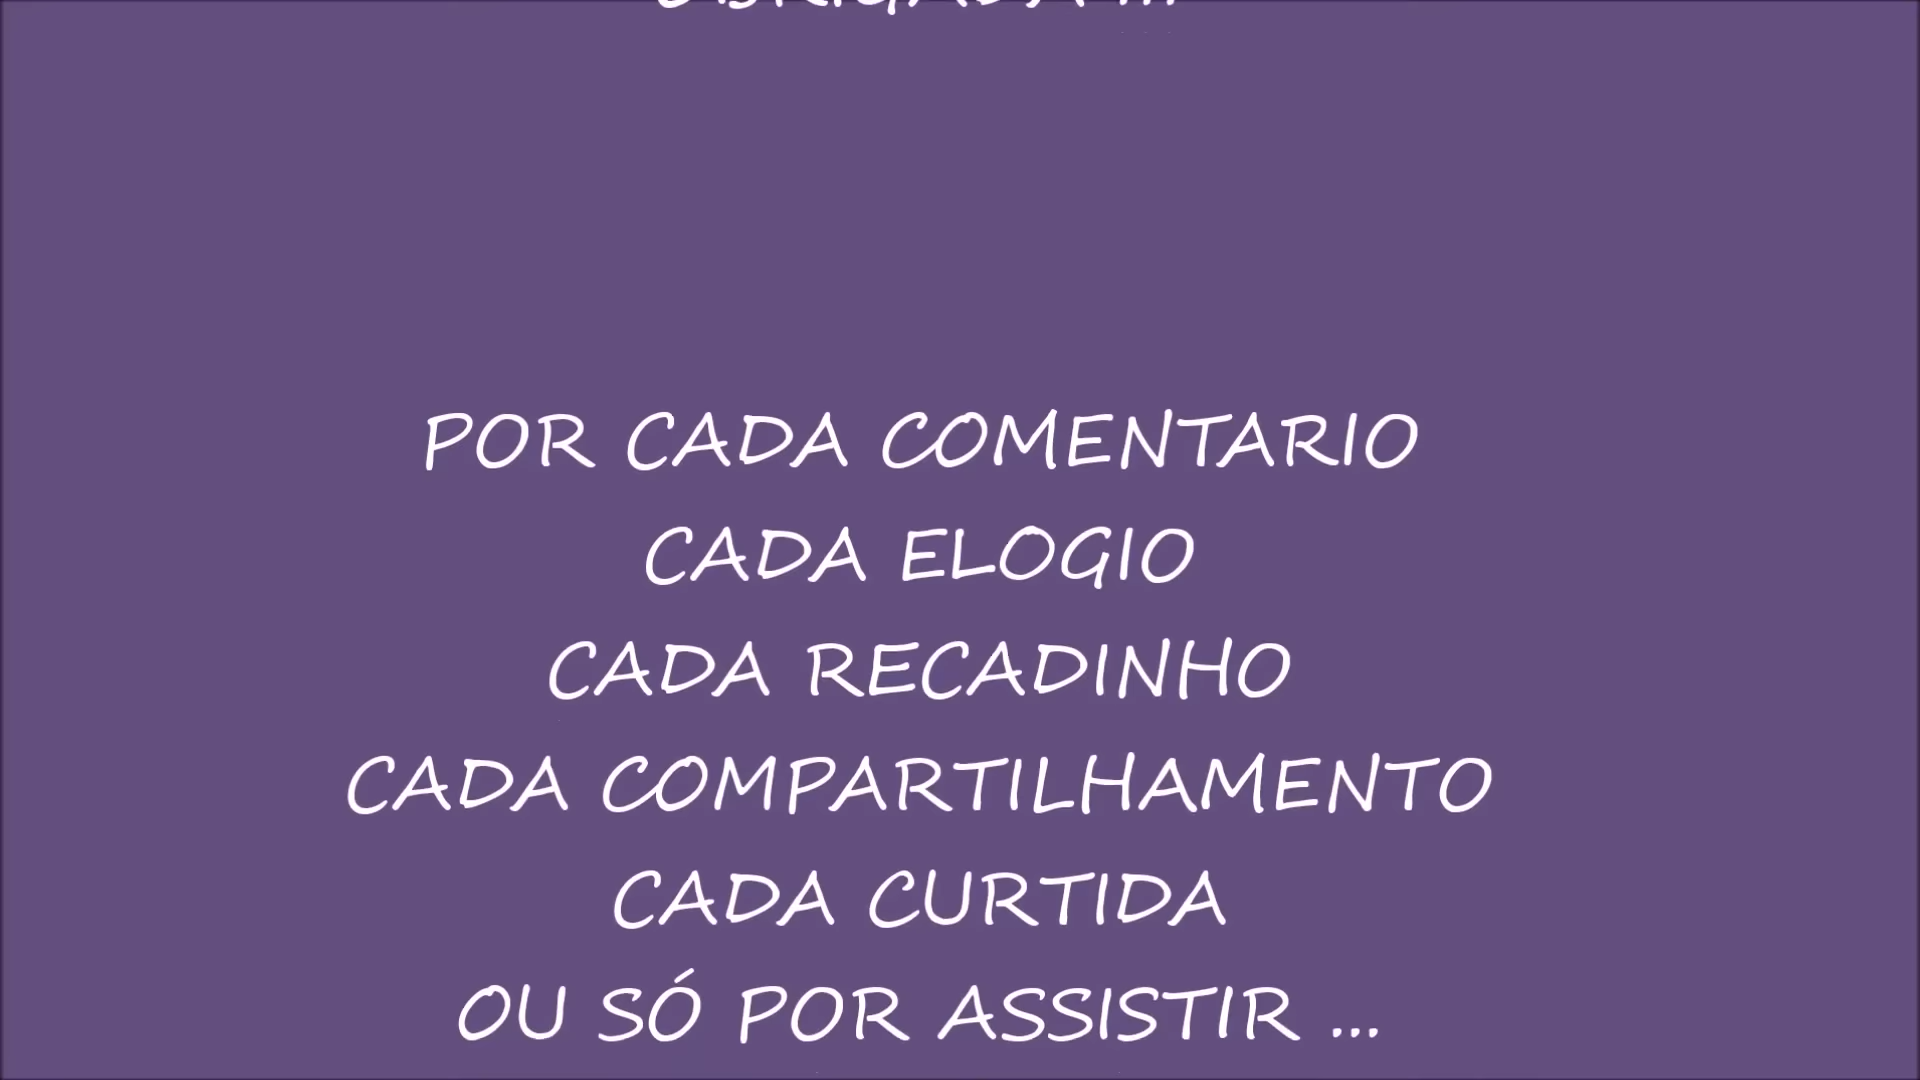 POR CADA COMENTARIO
CADA ELOGIO
CADA RECADINHO
CADA COMPARTILHAMENTO
CADA CURTIDA
OU SÓ POR ASSISTIR ...